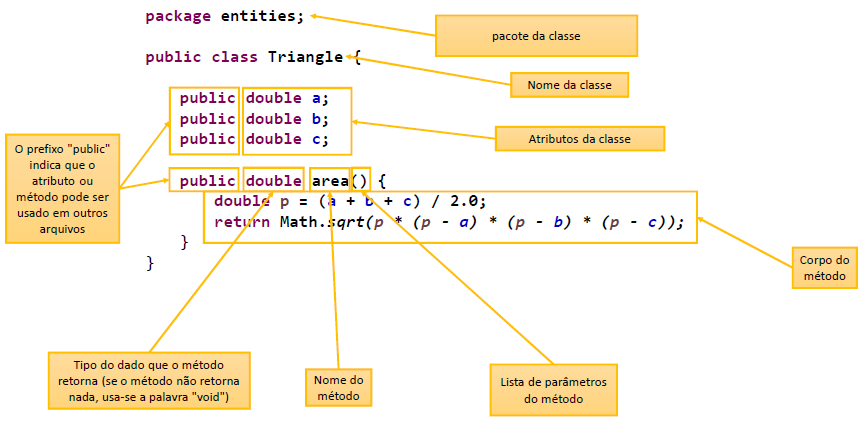 package entities;
pacote da classe
public class Triangle {
Nome da classe
public double a;
public double b;
public double c;
Atributos da classe
O prefixo "public"
indica que o
atributo ou
método pode ser
usado em outros
arquivos
public double area() {
double p = (a + b + c) / 2.0;
return Math.sqrt(p * (p - a) * (p - b) * (p - c));
}
}
Corpo do
método
Tipo do dado que o método
retorna (se o método não retorna
nada, usa-se a palavra "void")
Nome do
método
Lista de parâmetros
do método